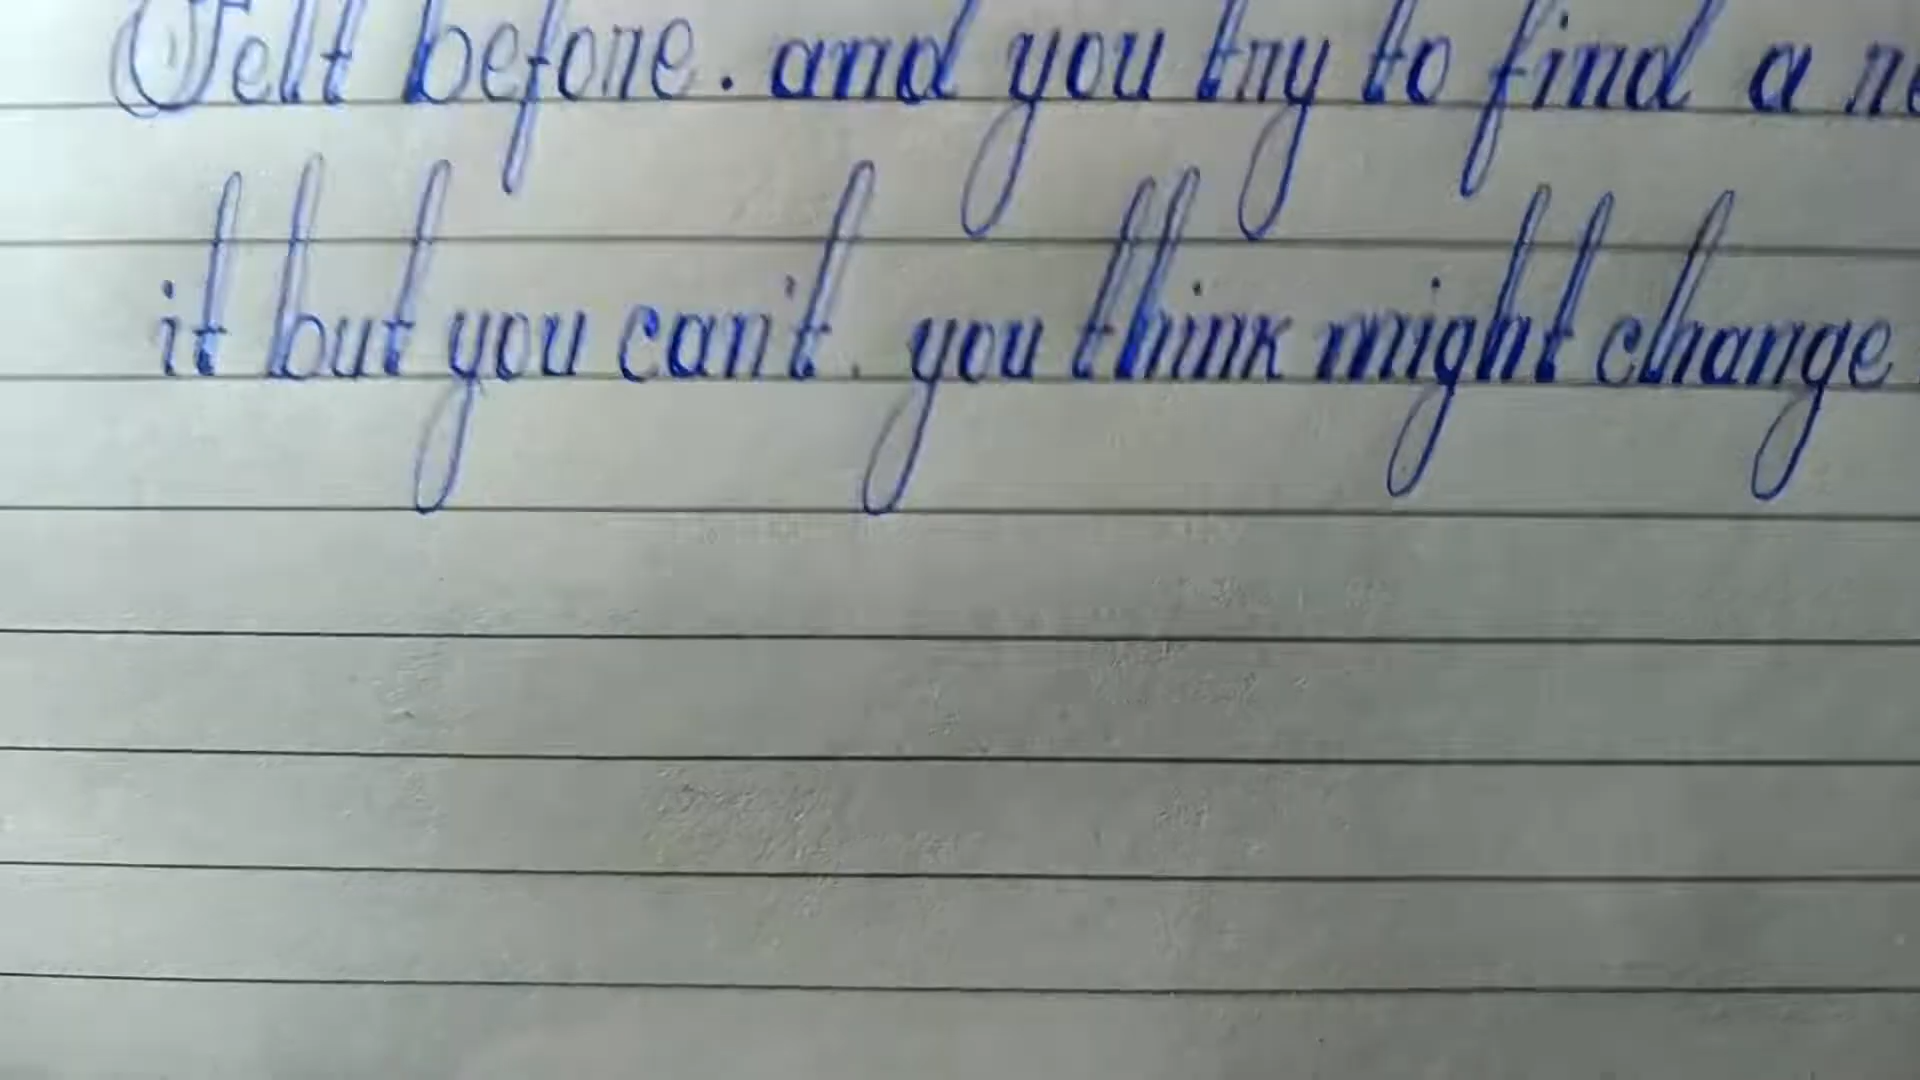 Felt before. and you try to find a
it but you can't. you think might change